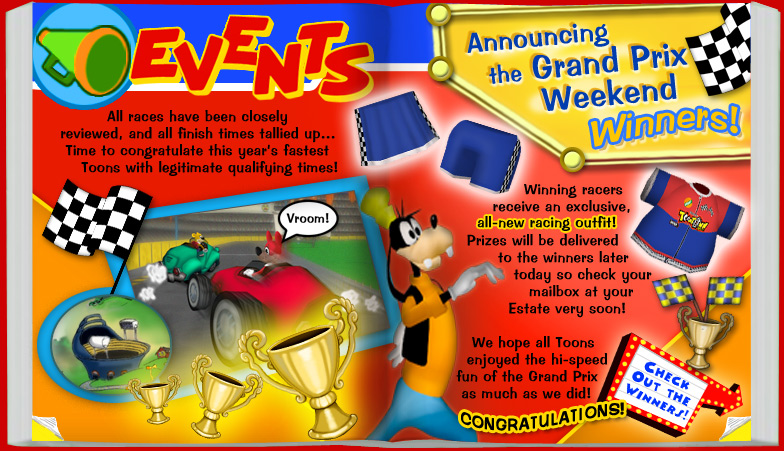 EVENTS
All races have been closely
reviewed, and all finish times tallied up...
Time to congratulate this year's fastest
Toons with legitimate qualifying times!
Vroom!
Announcing
the Grand Prix
Weekend
Winners!
Winning racers
receive an exclusive,
all-new racing outfit!
Prizes will be delivered
to the winners later
today so check your
mailbox at your
Estate very soon!
We hope all Toons
enjoyed the hi-speed
fun of the Grand Prix
as much as we did!
CONGRATULATIONS!
CHECK
OUT THE
WINNERS!